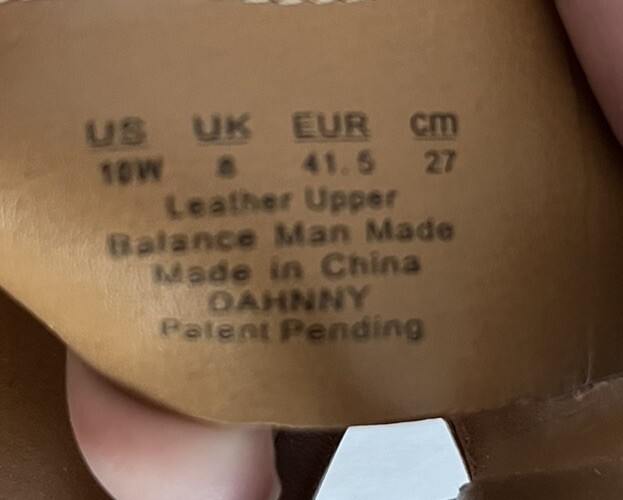 US UK EUR cm
10W 8 41.5 27
Leather Upper
Balance Man Made
Made in China
OAHNNY
Patent Pending